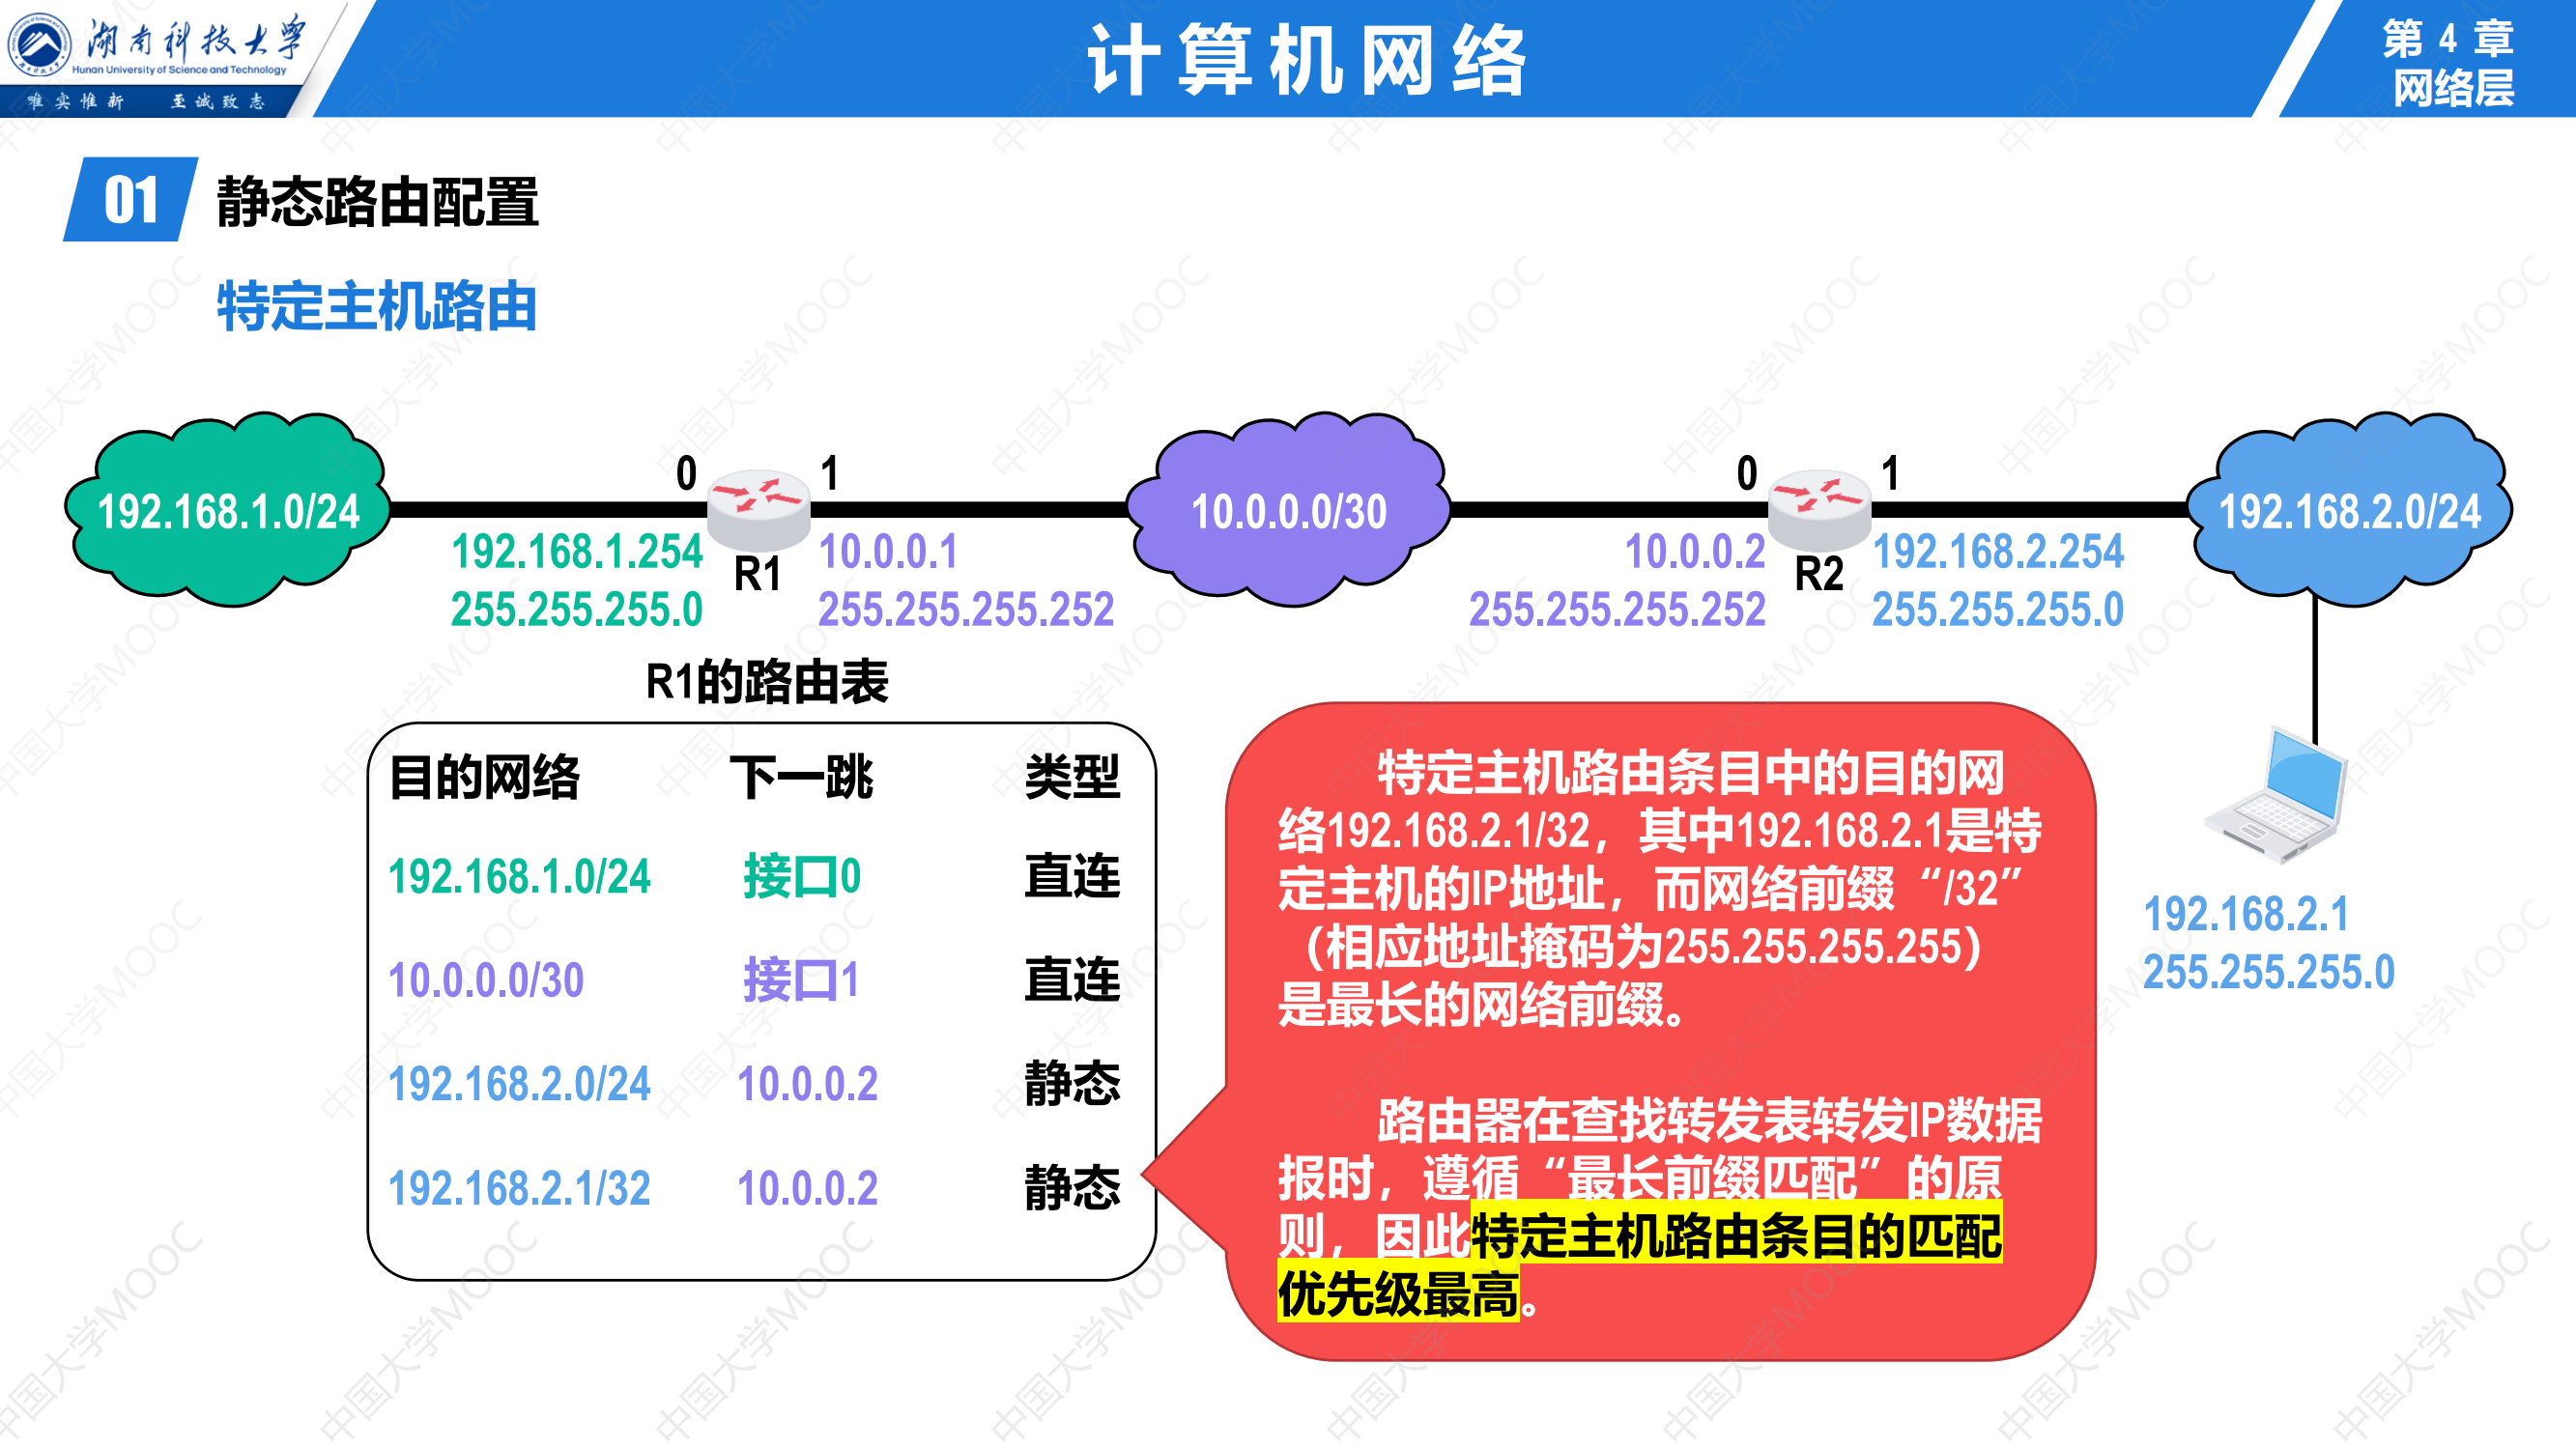 湖南科技大学
Hunan University of Science and Technology
唯实惟新 至诚致志
计算机网络
第 4 章
网络层
01 静态路由配置
特定主机路由
192.168.1.0/24
0
1
10.0.0.0/30
0
1
192.168.2.0/24
192.168.1.254
255.255.255.0
R1
10.0.0.1
255.255.255.252
10.0.0.2
255.255.255.252
R2
192.168.2.254
255.255.255.0
R1的路由表
目的网络 下一跳 类型
192.168.1.0/24 接口0 直连
10.0.0.0/30 接口1 直连
192.168.2.0/24 10.0.0.2 静态
192.168.2.1/32 10.0.0.2 静态
特定主机路由条目中的目的网
络192.168.2.1/32，其中192.168.2.1是特
定主机的IP地址，而网络前缀“/32”
（相应地址掩码为255.255.255.255）
是最长的网络前缀。
路由器在查找转发表转发IP数据
报时，遵循“最长前缀匹配”的原
则，因此特定主机路由条目的匹配
优先级最高。
192.168.2.1
255.255.255.0
中国大学MOOC